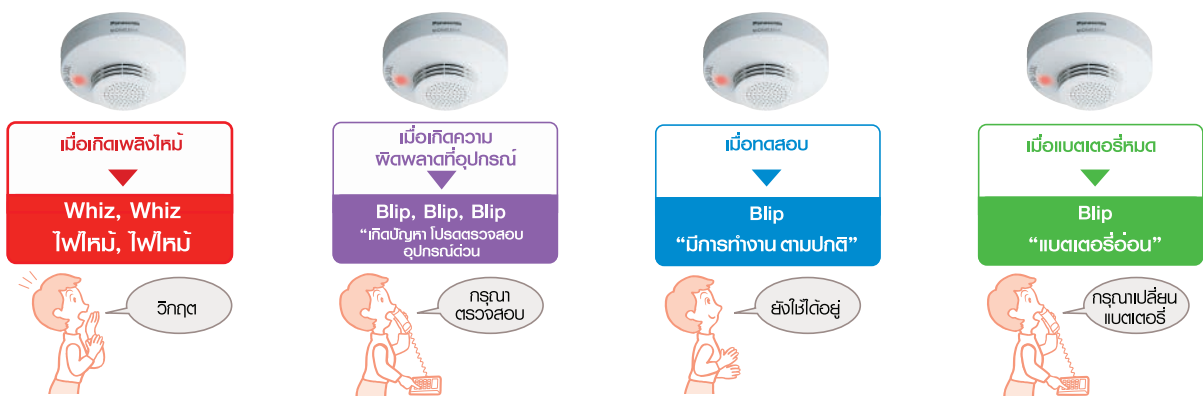 Panasonic
Panasonic
Panasonic
Panasonic
เมื่อเกิดเพลิงไหม้
Whiz, Whiz
ไฟไหม้, ไฟไหม้
วิกฤต
เมื่อเกิดความ
ผิดพลาดที่อุปกรณ์
Blip, Blip, Blip
“เกิดปัญหา โปรดตรวจสอบ
อุปกรณ์ด่วน
กรุณา
ตรวจสอบ
เมื่อทดสอบ
Blip
“มีการทำงาน ตามปกติ”
ยังใช้ได้อยู่
เมื่อแบตเตอรี่หมด
Blip
“แบตเตอรี่อ่อน”
กรุณาเปลี่ยน
แบตเตอรี่